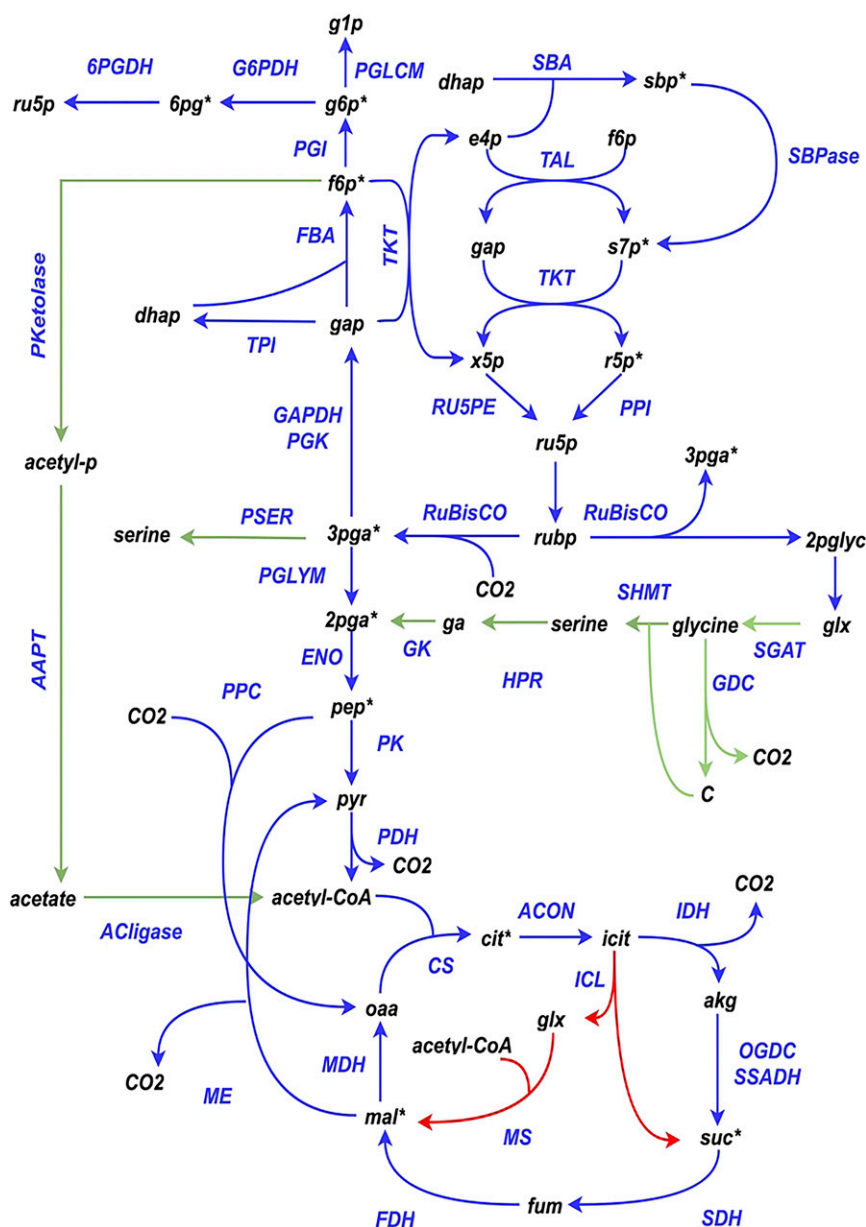 g1p
6PGDH
G6PDH
PGLCM
dhap
SBA
sbp*
ru5p
6pg*
g6p*
PGI
e4p
f6p
SBPase
TAL
f6p*
FBA
TKT
gap
s7p*
PKetolase
dhap
gap
TKT
TPI
x5p
r5p*
RU5PE
PPI
GAPDH
PGK
ru5p
acetyl-p
3pga*
serine
PSER
3pga*
RuBisCO
rubp
RuBisCO
2pglyc
PGLYM
CO2
SHMT
2pga*
ga
serine
glycine
glx
GK
SGAT
AAPT
ENO
HPR
GDC
PPC
CO2
pep*
PK
CO2
C
pyr
PDH
CO2
acetate
acetyl-CoA
CO2
ACligase
ACON
IDH
cit*
icit
CS
ICL
oaa
glx
akg
acetyl-CoA
OGDC
SSADH
MDH
CO2
ME
mal*
MS
suc*
fum
FDH
SDH